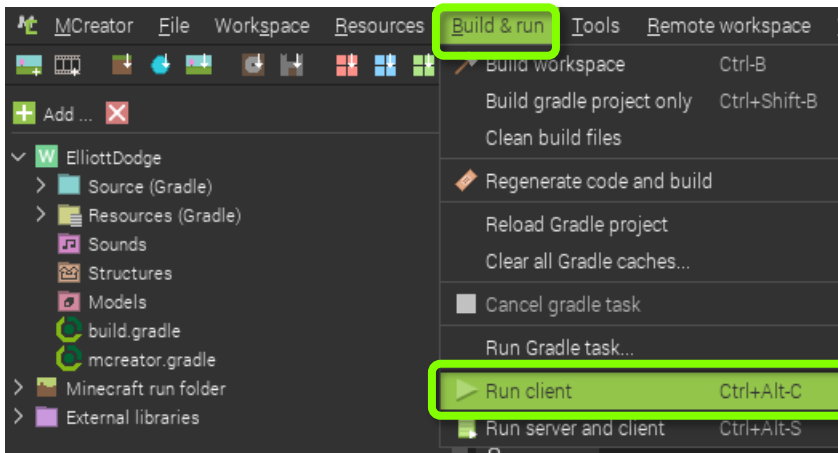 MCreator File Workspace Resources Build & run Tools Remote workspace
Build workspace Ctrl-B
Add ...
Build gradle project only Ctrl+Shift-B
Clean build files
ElliottDodge
Source (Gradle)
Regenerate code and build
Resources (Gradle)
Reload Gradle project
Sounds
Clear all Gradle caches...
Structures
Models
Cancel gradle task
build.gradle
Run Gradle task...
mcreator.gradle
Minecraft run folder
Run client Ctrl+Alt-C
External libraries
Run server and client Ctrl+Alt-S